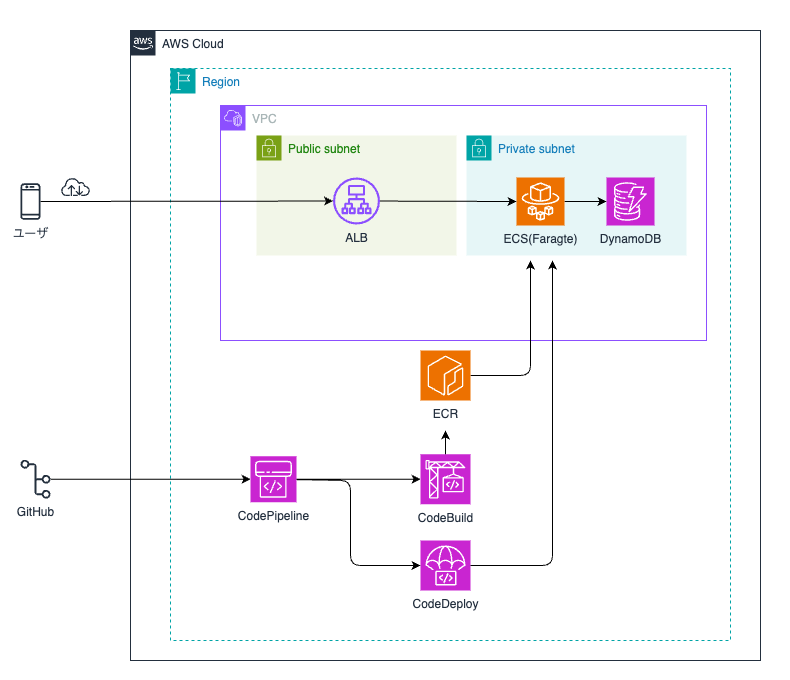 aws
AWS Cloud
Region
VPC
Public subnet
Private subnet
ユーザ
ALB
ECS(Faragte)
DynamoDB
ECR
GitHub
CodePipeline
CodeBuild
CodeDeploy